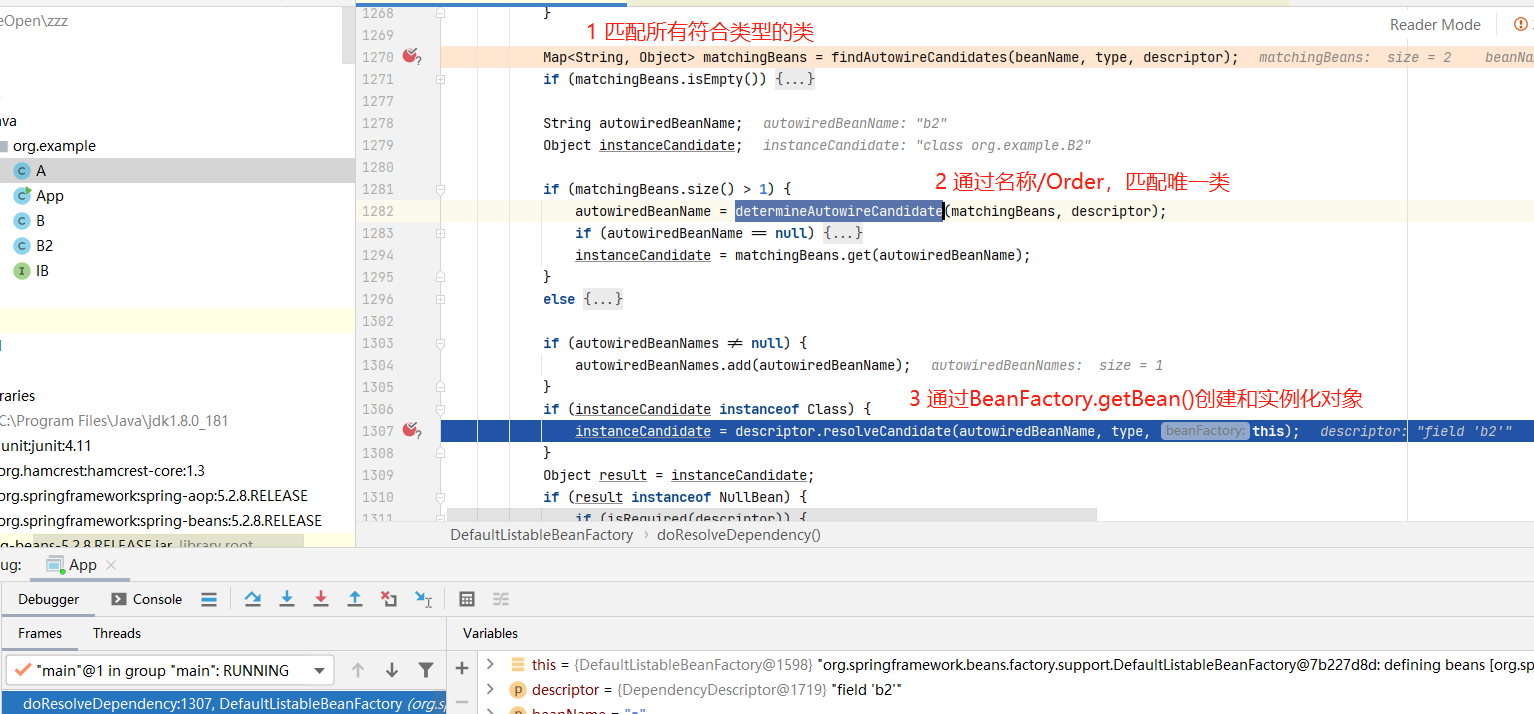 eOpen\zzz
va
org.example
A
App
B
B2
IB
raries
C:\Program Files\Java\jdk1.8.0_181
unitjunit:4.11
org.hamcrest:hamcrest-core:1.3
org.springframework:spring-aop:5.2.8.RELEASE
org.springframework:spring-beans:5.2.8.RELEASE
g-beans-5.2.8.RELEASE.jar library root
Reader Mode
1268 }
1269
1 匹配所有符合类型的类
1270 Map<String, Object> matchingBeans = findAutowireCandidates(beanName, type, descriptor); matchingBeans: size = 2 beanNa
1271 if (matchingBeans.isEmpty()) {...}
1277
1278 String autowiredBeanName; autowiredBeanName: "b2"
1279 Object instanceCandidate; instanceCandidate: "class org.example.B2"
1280
2 通过名称/Order，匹配唯一类
1281 if (matchingBeans.size() > 1) {
1282 autowiredBeanName = determineAutowireCandidate(matchingBeans, descriptor);
1283 if (autowiredBeanName == null) {...}
1294 instanceCandidate = matchingBeans.get(autowiredBeanName);
1295 }
1296 else {...}
1302
1303 if (autowiredBeanNames ≠ null) {
1304 autowiredBeanNames.add(autowiredBeanName); autowiredBeanNames: size = 1
1305 }
3 通过BeanFactory.getBean()创建和实例化对象
1306 if (instanceCandidate instanceof Class) {
1307 instanceCandidate = descriptor.resolveCandidate(autowiredBeanName, type, beanFactory: this); descriptor: "field 'b2'"
1308 }
1309 Object result = instanceCandidate;
1310 if (result instanceof NullBean) {
1311 if (isRequired(descriptor)) {
DefaultListableBeanFactory › doResolveDependency()
ug: App
Debugger Console
Frames Threads
Variables
"main"@1 in group "main": RUNNING
this = {DefaultListableBeanFactory@1598} "org.springframework.beans.factory.support.DefaultListableBeanFactory@7b227d8d: defining beans [org.sp
descriptor = {DependencyDescriptor@1719} "field 'b2'"
doResolveDependency:1307, DefaultListableBeanFactory (org.s
beanName = "a"